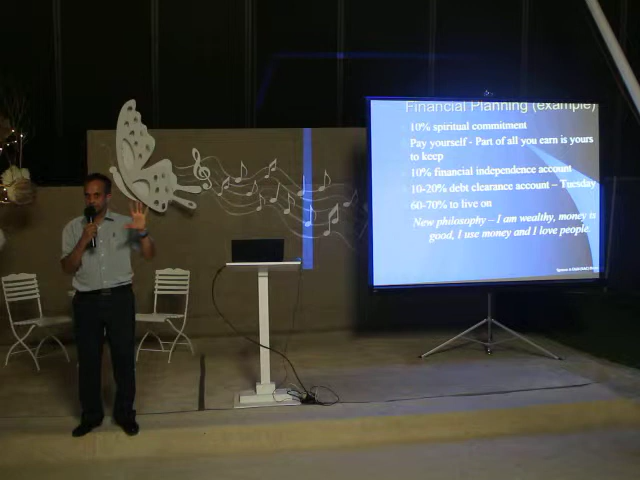 Financial Planning (example)
10% spiritual commitment
Pay yourself - Part of all you earn is yours
to keep
10% financial independence account
10-20% debt clearance account – Tuesday
60-70% to live on
New philosophy – I am wealthy, money is
good, I use money and I love people.